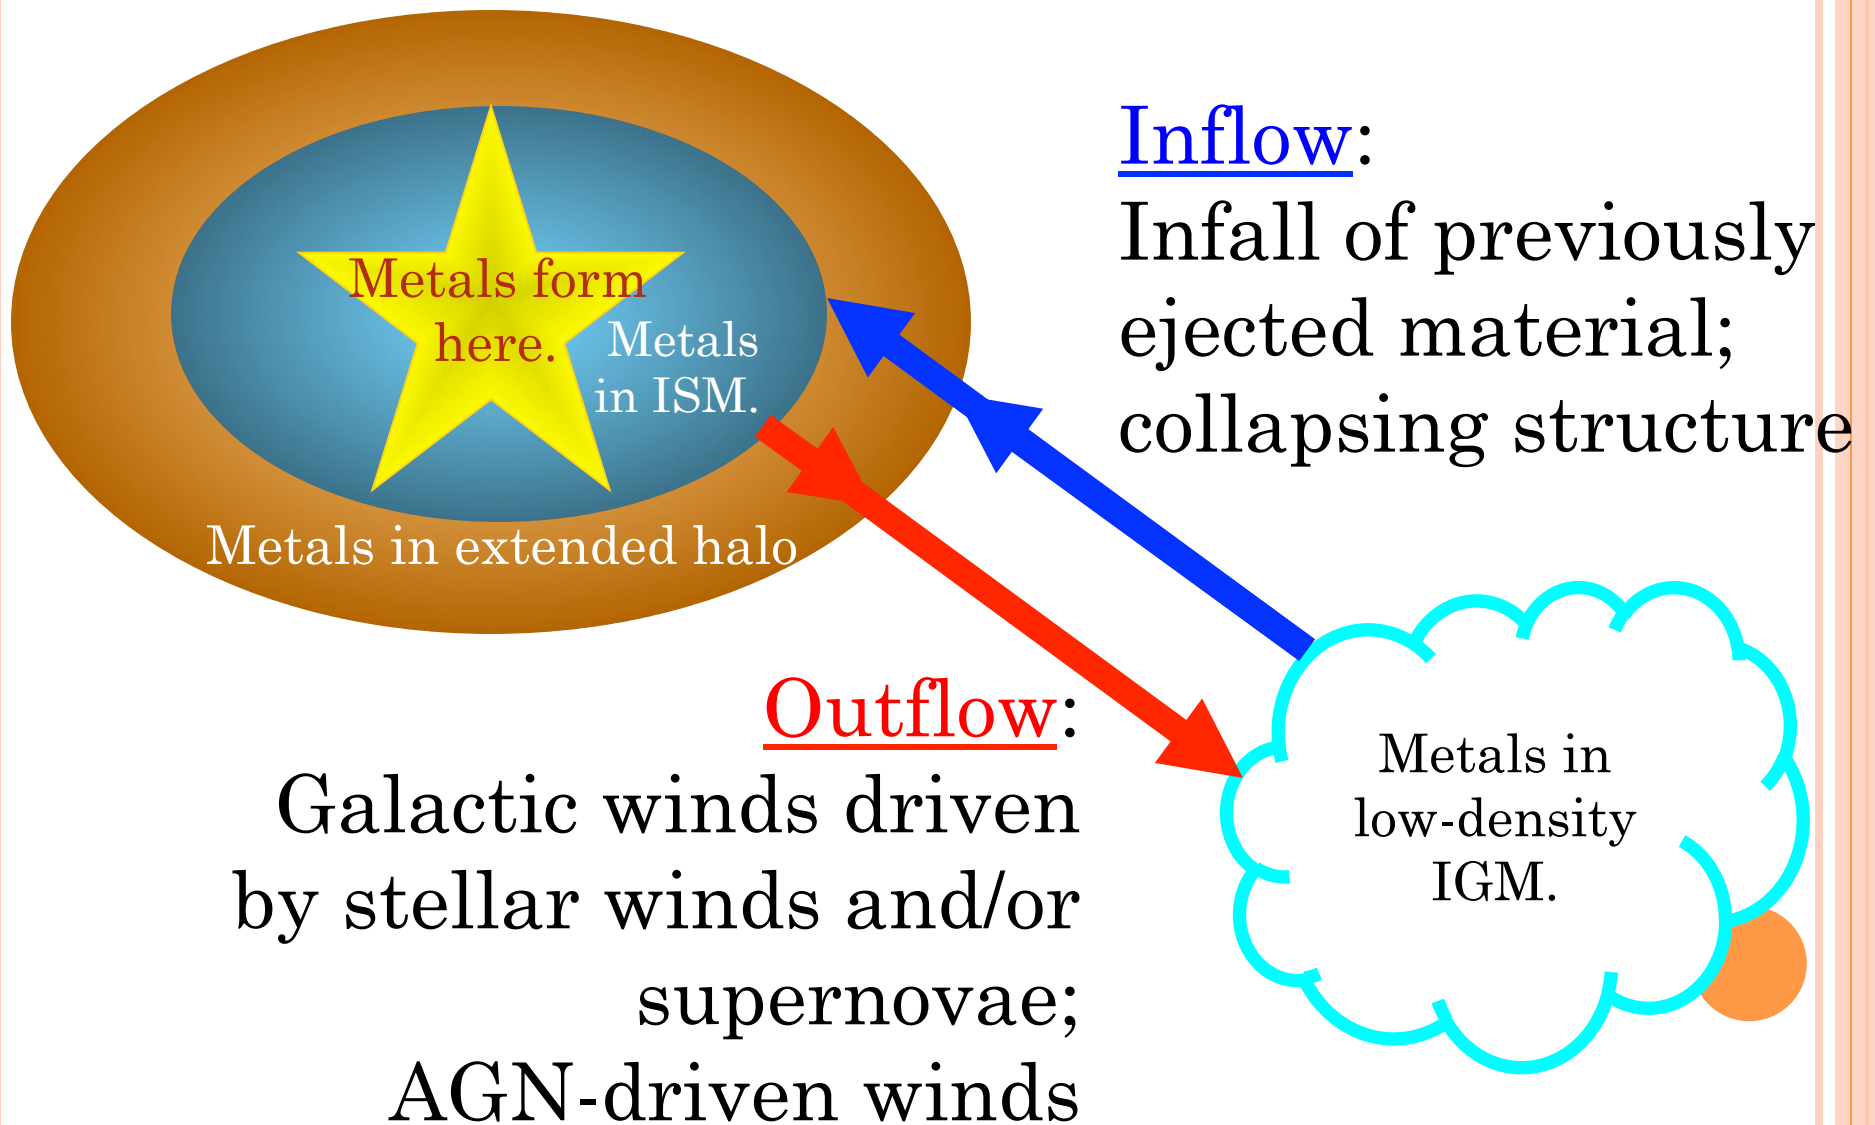 Metals form
here.
Metals
in ISM.
Metals in extended halo
Inflow:
Infall of previously
ejected material;
collapsing structure
Outflow:
Galactic winds driven
by stellar winds and/or
supernovae;
AGN-driven winds
Metals in
low-density
IGM.